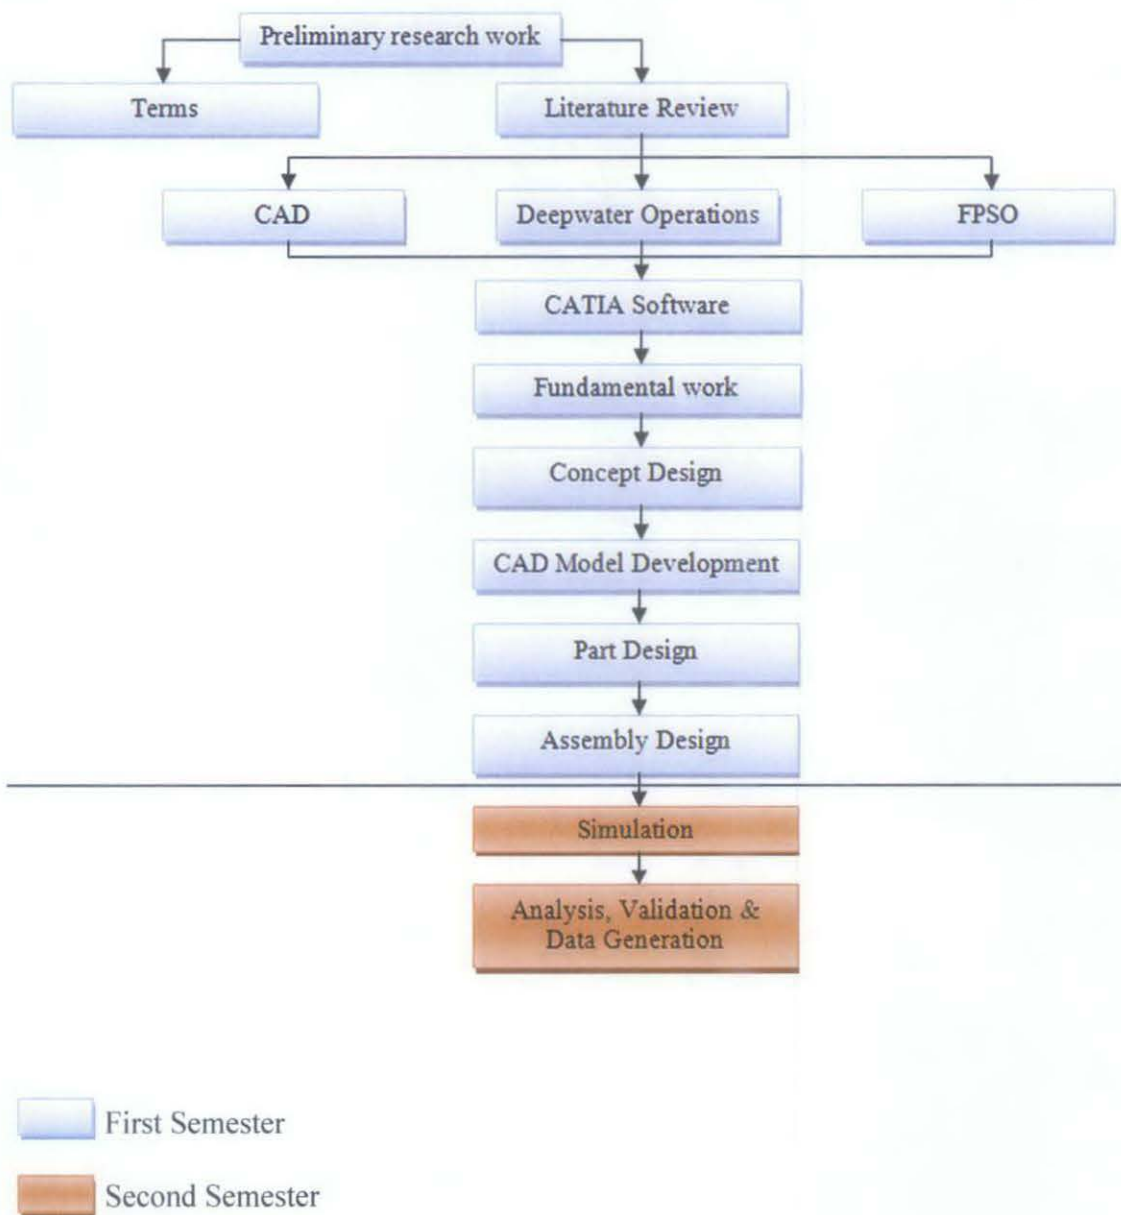 Preliminary research work
Terms
Literature Review
CAD
Deepwater Operations
FPSO
CATIA Software
Fundamental work
Concept Design
CAD Model Development
Part Design
Assembly Design
Simulation
Analysis, Validation &
Data Generation
First Semester
Second Semester